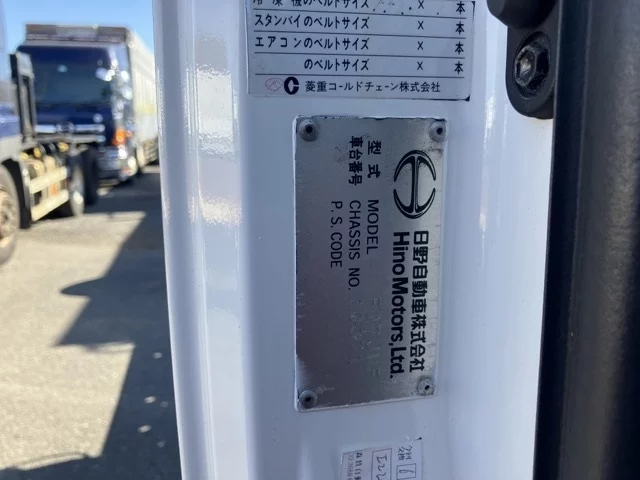 冷凍機のベルトサイズ × 本
スタンバイのベルトサイズ × 本
エアコンのベルトサイズ × 本
のベルトサイズ × 本
菱重コールドチェーン株式会社
日野自動車株式会社
Hino Motors, Ltd.
型式 MODEL
車台番号 CHASSIS NO.
P. S. CODE